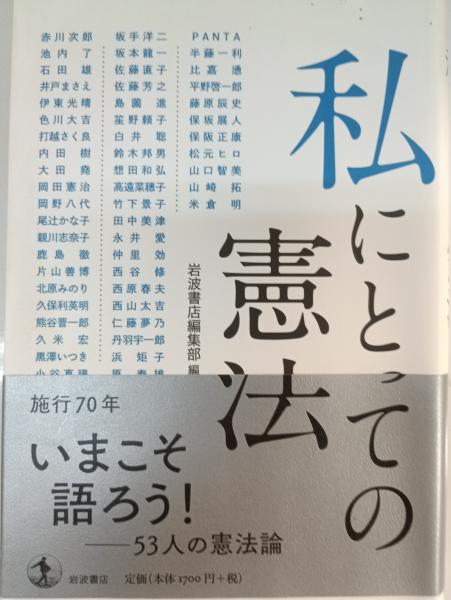 私にとっての
憲法
岩波書店編集部 編
赤川次郎
池内 了
石田 雄
井戸まさえ
伊東光晴
色川大吉
打越さく良
内田 樹
大田 堯
岡田憲治
岡野八代
尾辻かな子
翫川志奈子
鹿島 徹
片山善博
北原みのり
久保利英明
熊谷晋一郎
久米 宏
黒澤いつき
小谷真理
坂手洋二
坂本龍一
佐藤直子
佐藤芳之
島薗 進
笙野頼子
白井 聡
鈴木邦男
想田和弘
高遠菜穂子
竹下景子
田中美津
永井 愛
仲里 効
西谷 修
西原春夫
西山太吉
仁藤夢乃
丹羽宇一郎
浜 矩子
原 寿雄
PANTA
半藤一利
比嘉 慂
平野啓一郎
藤原辰史
保坂展人
保阪正康
松元ヒロ
山口智美
山崎 拓
米倉 明
施行70年
いまこそ
語ろう!
──53人の憲法論
岩波書店 定価(本体1700円+税)